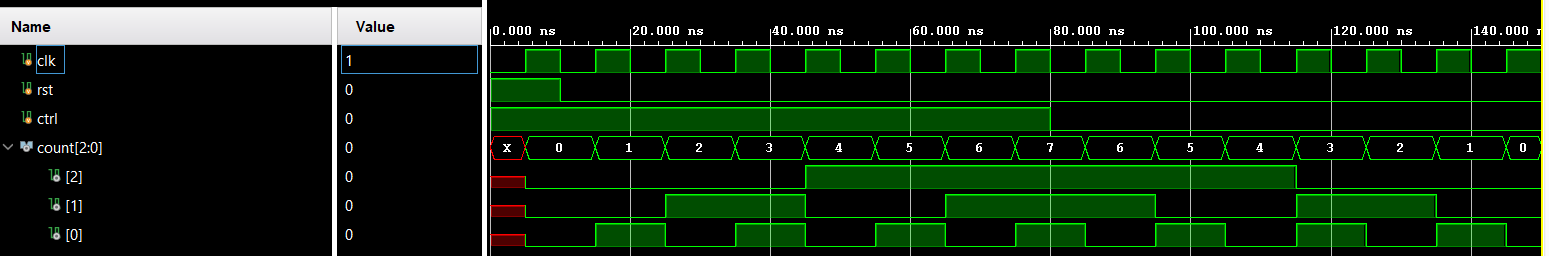 Name Value
0.000 ns 20.000 ns 40.000 ns 60.000 ns 80.000 ns 100.000 ns 120.000 ns 140.000 ns
clk 1
rst 0
ctrl 0
count[2:0] 0 X 0 1 2 3 4 5 6 7 6 5 4 3 2 1 0
[2] 0
[1] 0
[0] 0